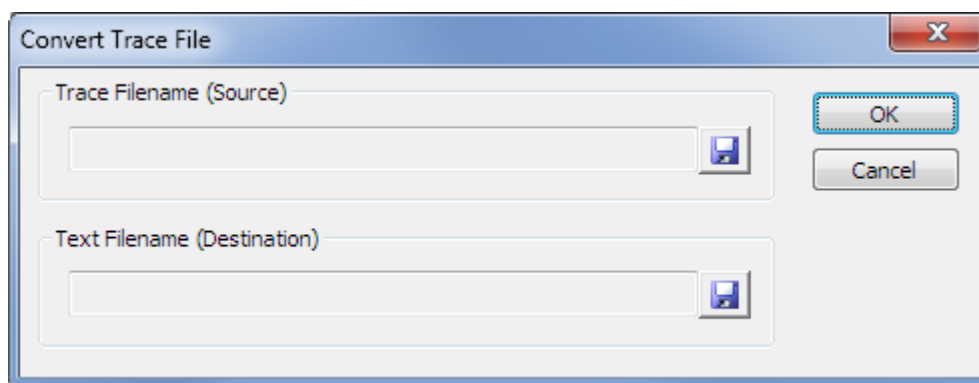 Convert Trace File
Trace Filename (Source)
OK
Cancel
Text Filename (Destination)